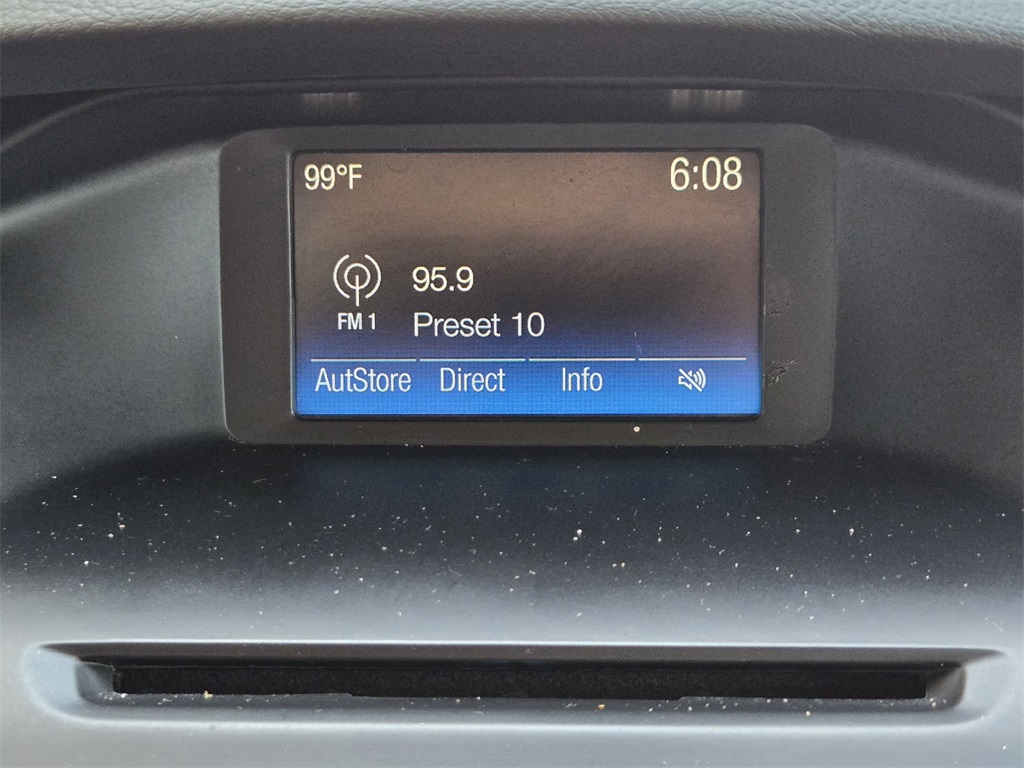 99°F 6:08
95.9
FM 1 Preset 10
AutStore Direct Info